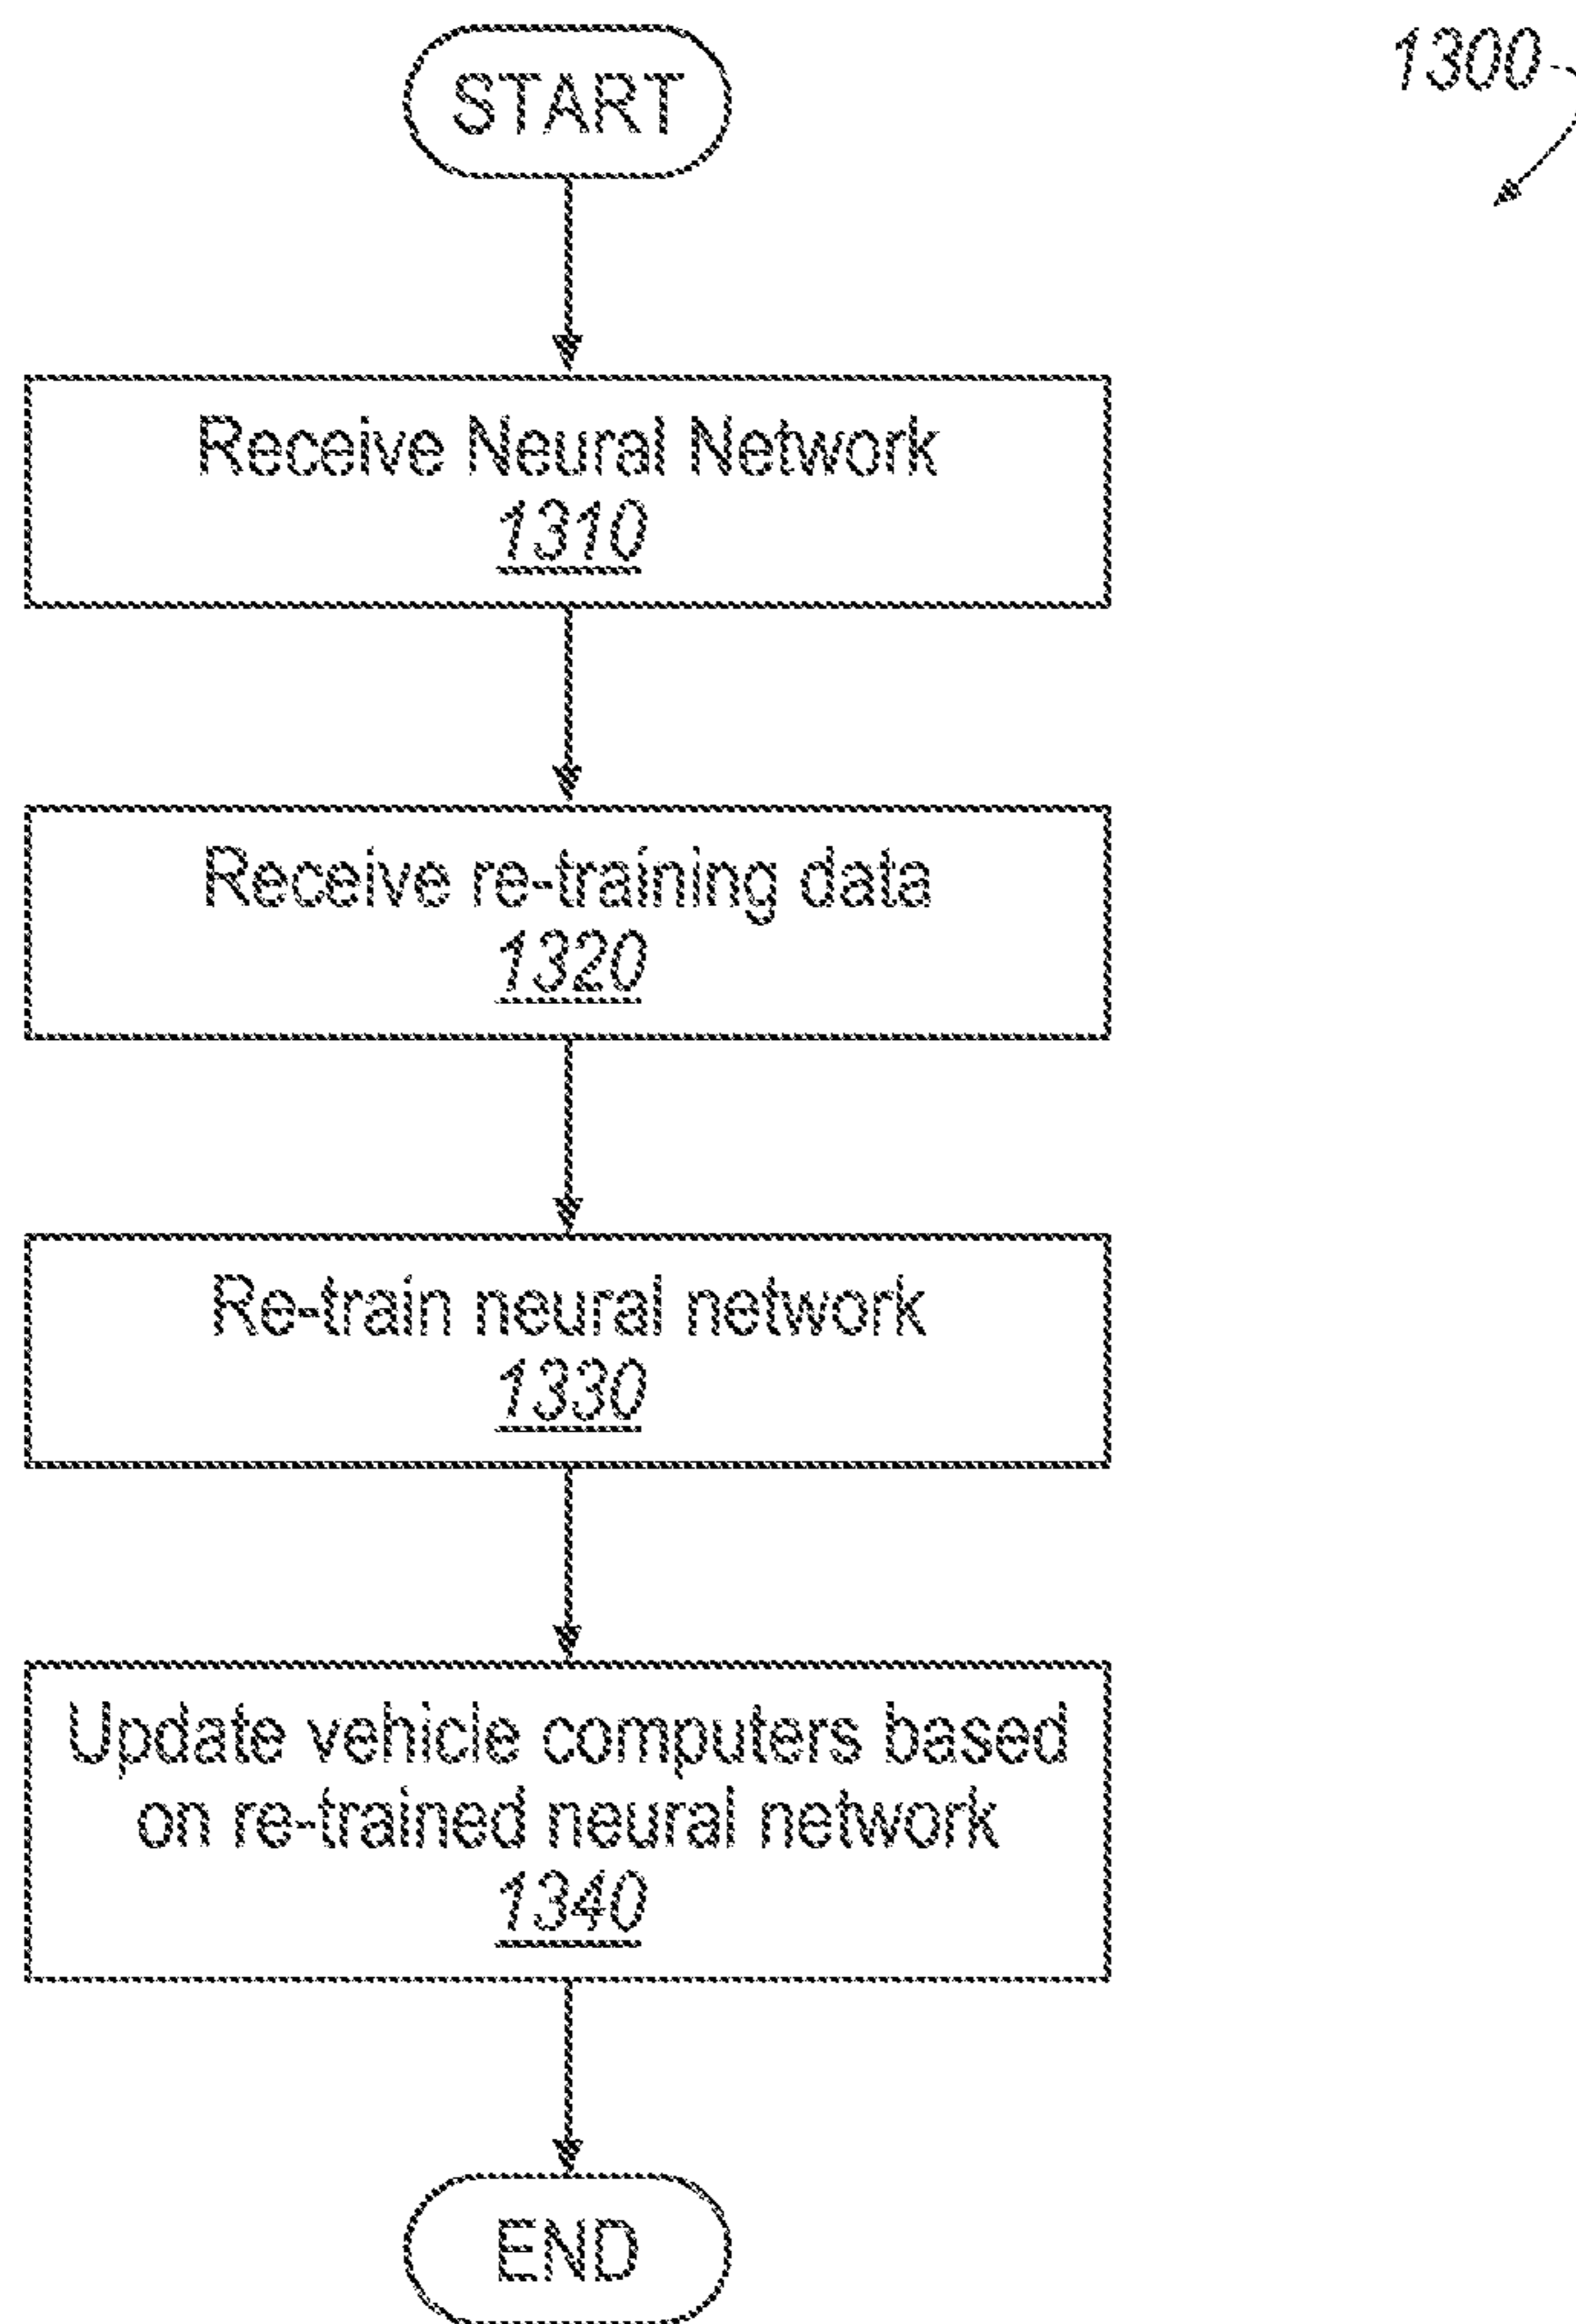 START
1300
Receive Neural Network
1310
Receive re-training data
1320
Re-train neural network
1330
Update vehicle computers based
on re-trained neural network
1340
END